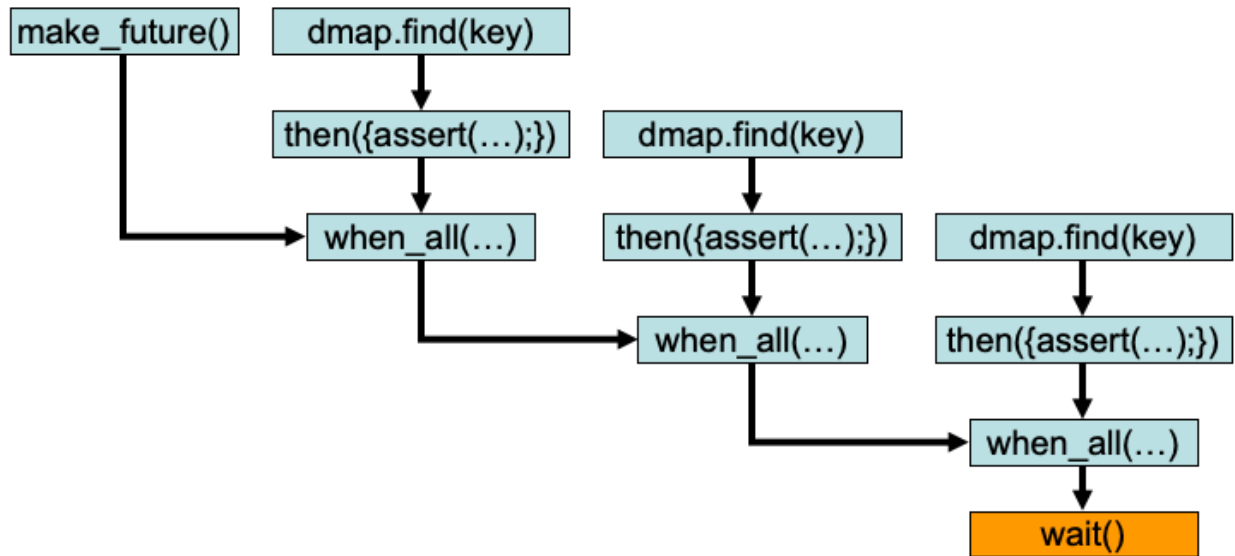 make_future()
dmap.find(key)
then({assert(…);})
dmap.find(key)
when_all(…)
then({assert(…);})
dmap.find(key)
when_all(…)
then({assert(…);})
when_all(…)
wait()